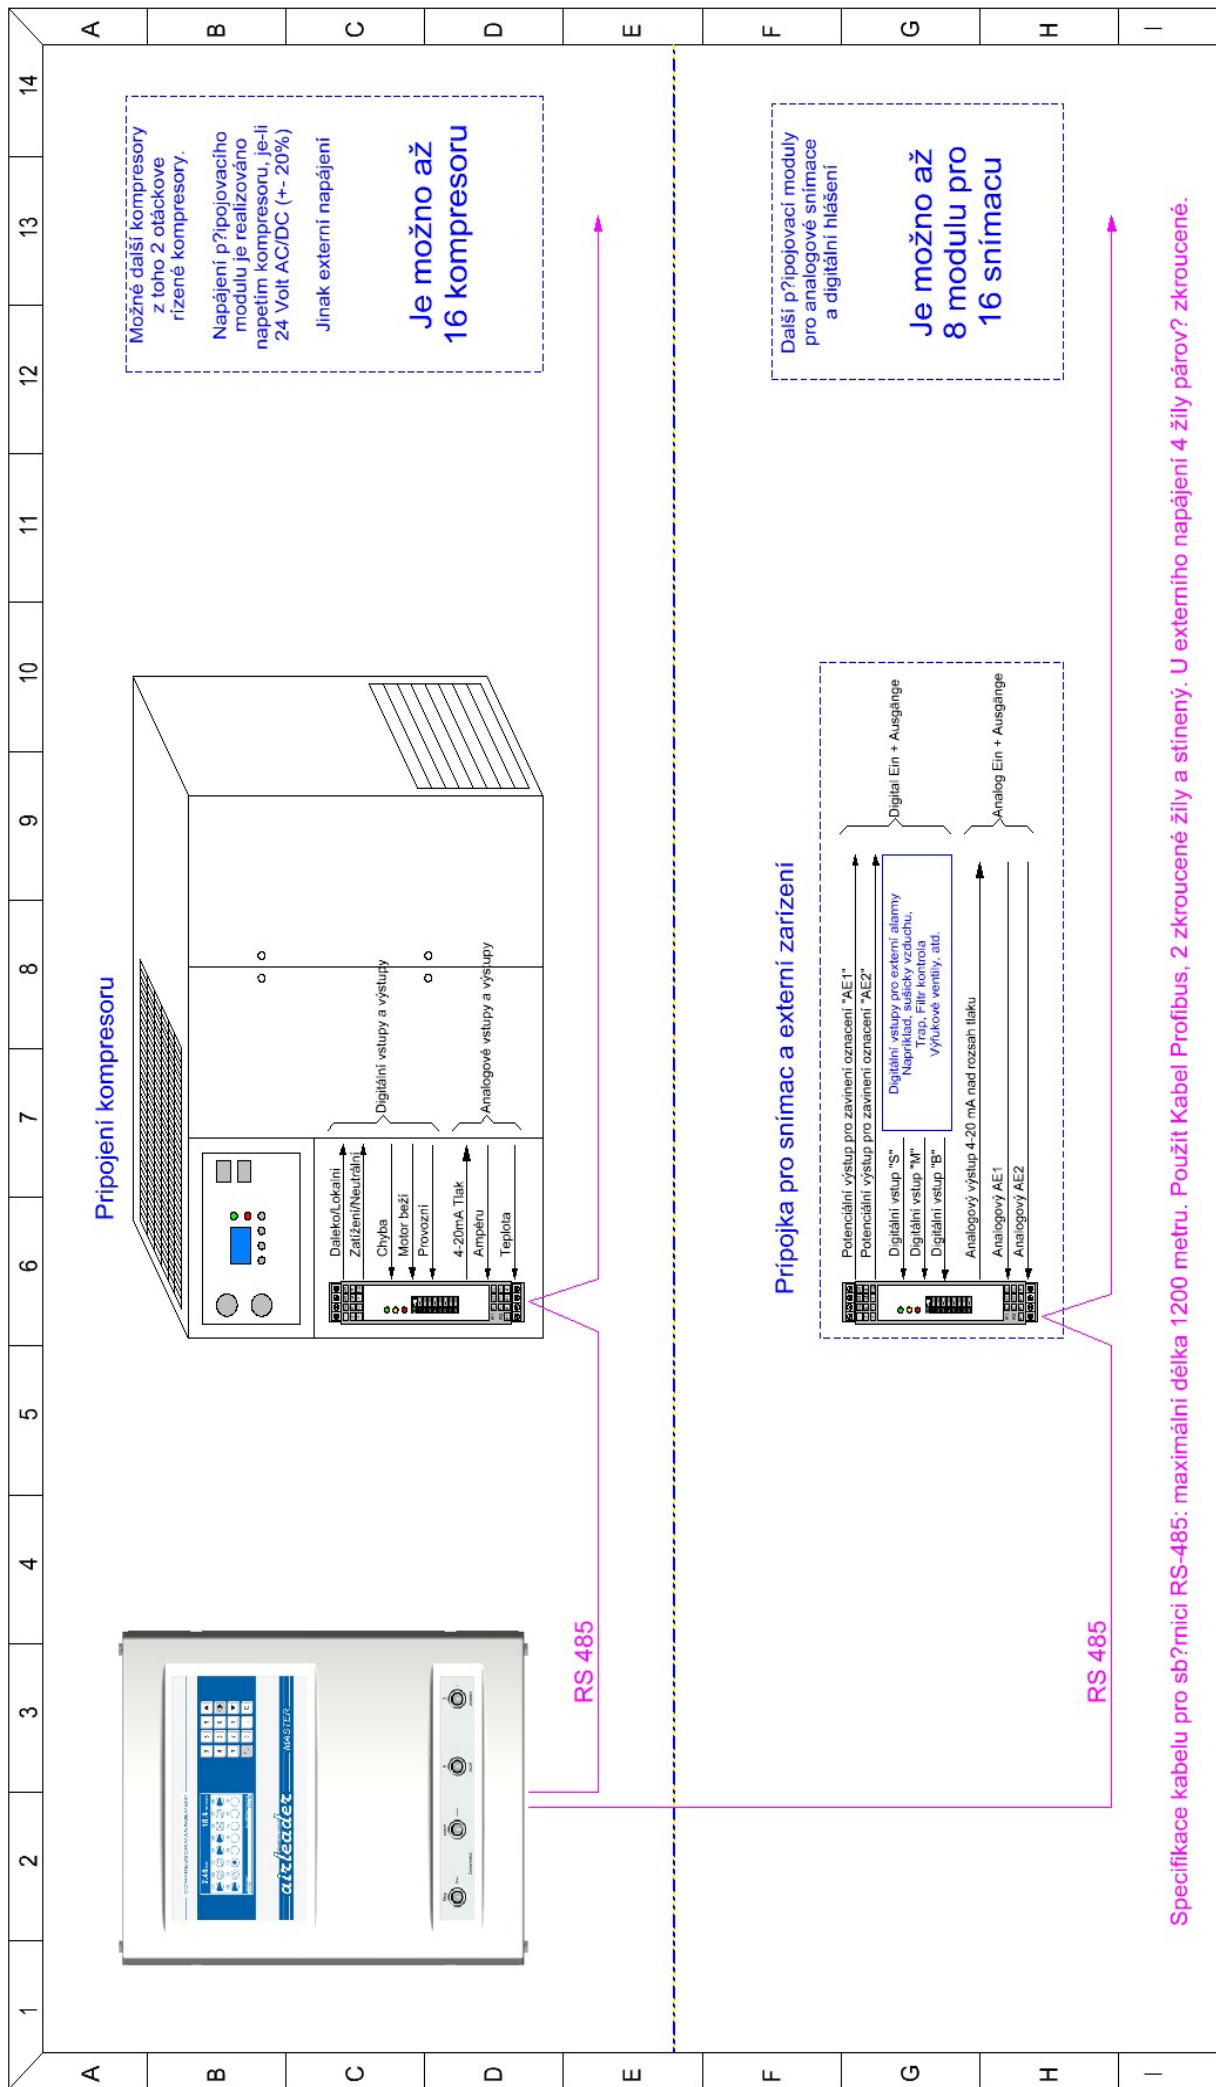 1 2 3 4 5 6 7 8 9 10 11 12 13 14
A
B
C
D
E
F
G
H
I
A
B
C
D
E
F
G
H
I
2.48
18.4
airleader
MASTER
RS 485
Pripojení kompresoru
Daleko/Lokalni
Zatížení/Neutrální
Chyba
Motor beží
Provozní
4-20mA Tlak
Ampéru
Teplota
Digitální vstupy a výstupy
Analogové vstupy a výstupy
Možné další kompresory
z toho 2 otáckove
rízené kompresory.
Napájení p?ipojovacího
modulu je realizováno
napetím kompresoru, je-li
24 Volt AC/DC (+- 20%)
Jinak externí napájení
Je možno až
16 kompresoru
RS 485
Prípojka pro snímac a externí zarízení
Potenciální výstup pro zavinení oznacení "AE1"
Potenciální výstup pro zavinení oznacení "AE2"
Digitální vstup "S"
Digitální vstup "M"
Digitální vstup "B"
Digitální vstupy pro externí alarmy
Napríklad, sušicky vzduchu,
Trap, Filtr kontrola
Výfukové ventily, atd.
Analogový výstup 4-20 mA nad rozsah tlaku
Analogový AE1
Analogový AE2
Digital Ein + Ausgänge
Analog Ein + Ausgänge
Další p?ipojovací moduly
pro analogové snímace
a digitální hlášení
Je možno až
8 modulu pro
16 snímacu
Specifikace kabelu pro sb?rnici RS-485: maximální délka 1200 metru. Použít Kabel Profibus, 2 zkroucené žíly a stínený. U externího napájení 4 žíly párov? zkroucené.